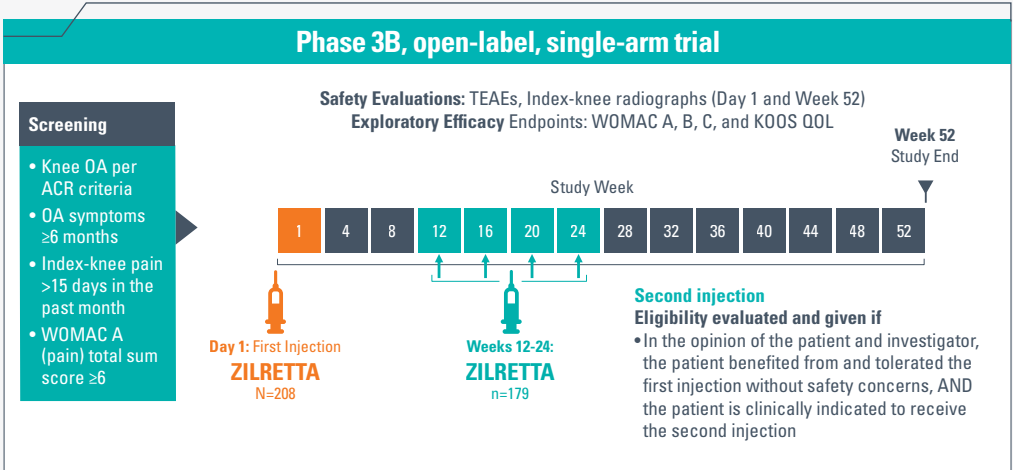 Phase 3B, open-label, single-arm trial
Safety Evaluations: TEAEs, Index-knee radiographs (Day 1 and Week 52)
Exploratory Efficacy Endpoints: WOMAC A, B, C, and KOOS QOL
Screening
• Knee OA per
ACR criteria
• OA symptoms
≥6 months
• Index-knee pain
>15 days in the
past month
• WOMAC A
(pain) total sum
score ≥6
Week 52
Study End
Study Week
1 4 8 12 16 20 24 28 32 36 40 44 48 52
Day 1: First Injection
ZILRETTA
N=208
Weeks 12-24:
ZILRETTA
n=179
Second injection
Eligibility evaluated and given if
• In the opinion of the patient and investigator,
the patient benefited from and tolerated the
first injection without safety concerns, AND
the patient is clinically indicated to receive
the second injection